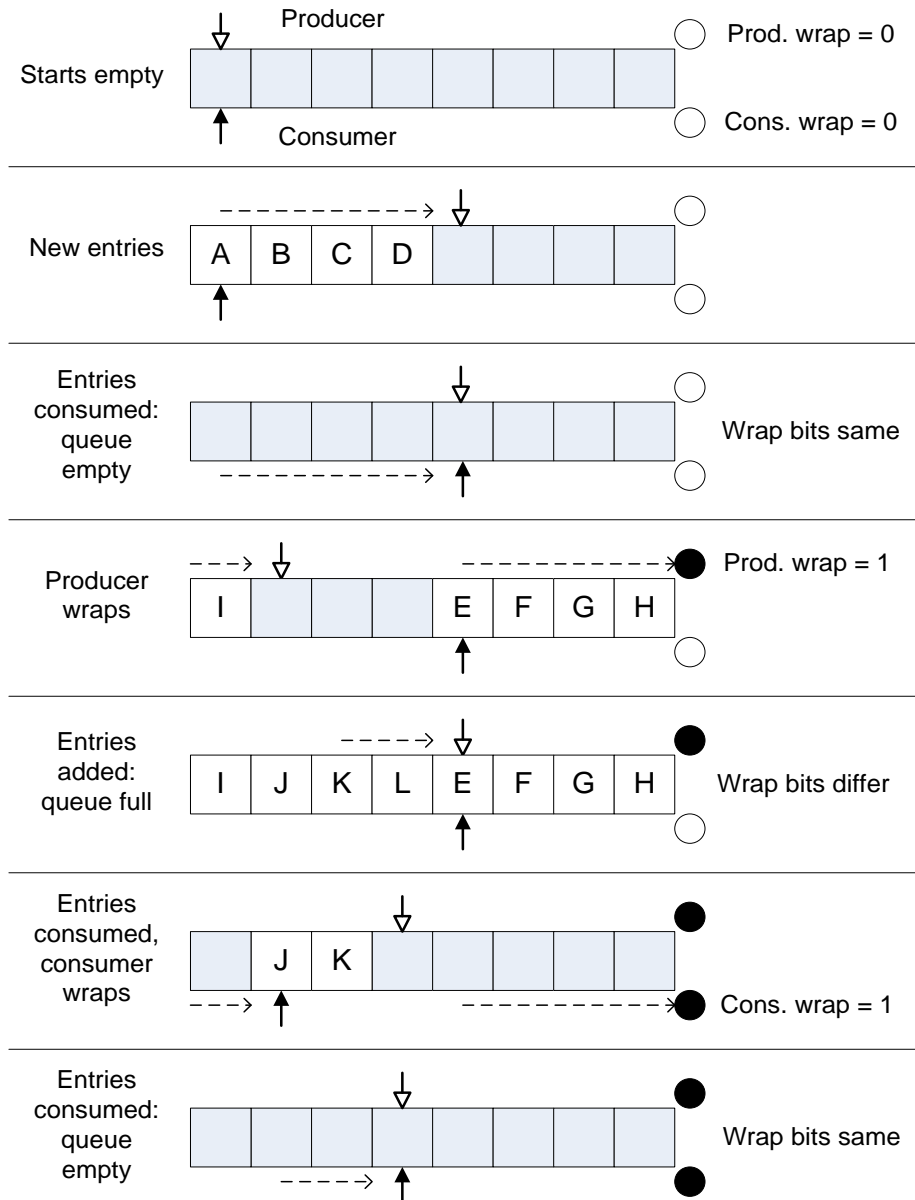 Producer
Prod. wrap = 0
Starts empty
Consumer
Cons. wrap = 0
New entries
A B C D
Entries
consumed:
queue
empty
Wrap bits same
Producer
wraps
Prod. wrap = 1
I E F G H
Entries
added:
queue full
I J K L E F G H
Wrap bits differ
Entries
consumed,
consumer
wraps
J K
Cons. wrap = 1
Entries
consumed:
queue
empty
Wrap bits same